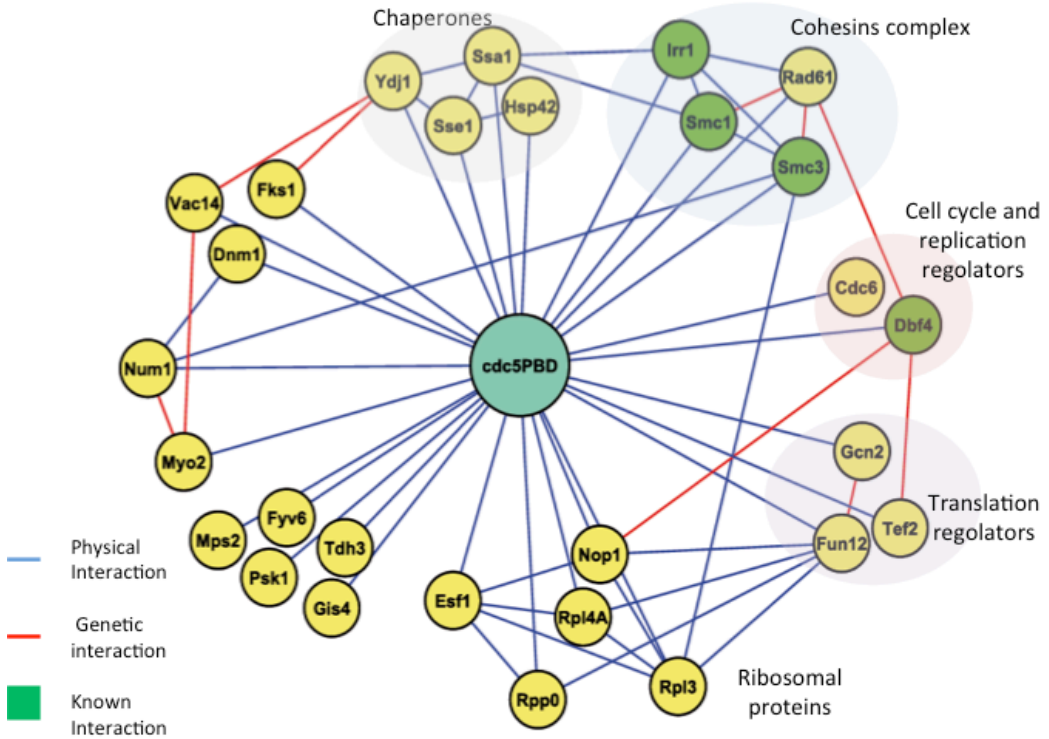 Chaperones
Cohesins complex
Irr1
Ssa1
Ydj1
Rad61
Hsp42
Sse1
Smc1
Smc3
Fks1
Vac14
Cell cycle and
replication
regolators
Dnm1
Cdc6
Dbf4
cdc5PBD
Num1
Myo2
Gcn2
Translation
regolators
Fyv6
Mps2
Tdh3
Tef2
Fun12
Nop1
Physical
Interaction
Psk1
Gis4
Esf1
Rpl4A
Genetic
interaction
Rpp0
Rpl3
Ribosomal
proteins
Known
Interaction